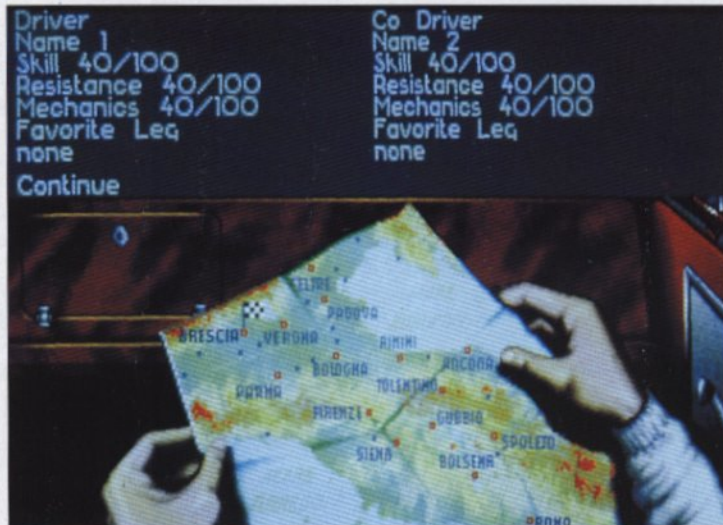 Driver
Name 1
Skill 40/100
Resistance 40/100
Mechanics 40/100
Favorite Leg
none
Continue
Co Driver
Name 2
Skill 40/100
Resistance 40/100
Mechanics 40/100
Favorite Leg
none
FELTRE
PADOVA
BRESCIA
VERONA
RIMINI
ANCONA
BOLOGNA
PARMA
TOLENTINO
FIRENZE
GUBBIO
SIENA
SPOLETO
BOLSENA
ROMA